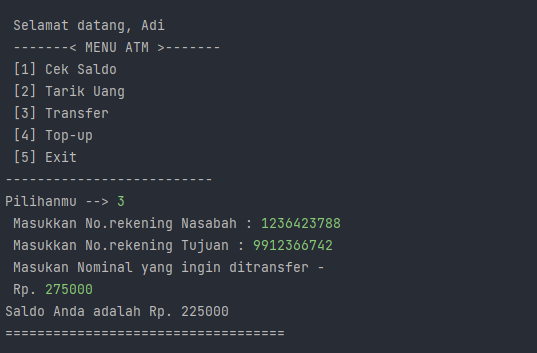 Selamat datang, Adi
-------< MENU ATM >-------
[1] Cek Saldo
[2] Tarik Uang
[3] Transfer
[4] Top-up
[5] Exit
--------------------------
Pilihanmu --> 3
Masukkan No.rekening Nasabah : 1236423788
Masukkan No.rekening Tujuan : 9912366742
Masukan Nominal yang ingin ditransfer -
Rp. 275000
Saldo Anda adalah Rp. 225000
===================================